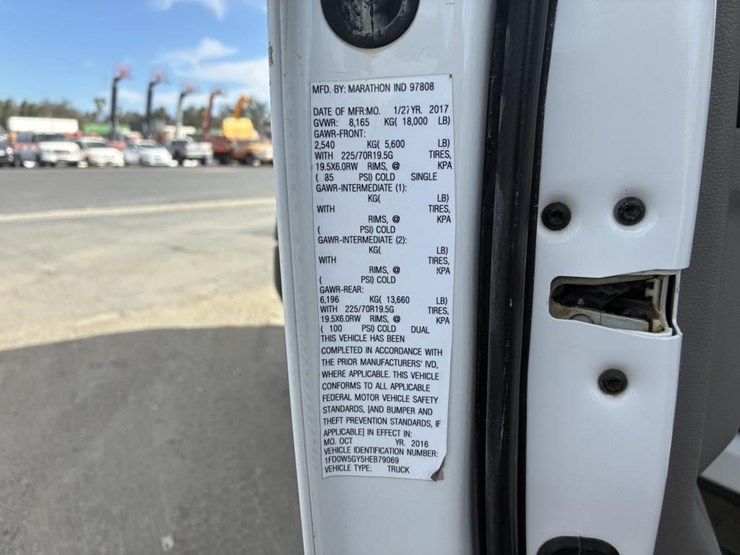 MFD. BY: MARATHON IND 97808
DATE OF MFR:MO. 1/27 YR. 2017
GVWR: 8,165 KG( 18,000 LB)
GAWR-FRONT:
2,540 KG( 5,600 LB)
WITH 225/70R19.5G TIRES,
19.5X6.0RW RIMS, @ KPA
( 85 PSI) COLD SINGLE
GAWR-INTERMEDIATE (1):
KG( LB)
WITH TIRES,
RIMS, @ KPA
( PSI) COLD
GAWR-INTERMEDIATE (2):
KG( LB)
WITH TIRES,
RIMS, @ KPA
( PSI) COLD
GAWR-REAR:
6,196 KG( 13,660 LB)
WITH 225/70R19.5G TIRES,
19.5X6.0RW RIMS, @ KPA
( 100 PSI) COLD DUAL
THIS VEHICLE HAS BEEN
COMPLETED IN ACCORDANCE WITH
THE PRIOR MANUFACTURERS' IVD,
WHERE APPLICABLE. THIS VEHICLE
CONFORMS TO ALL APPLICABLE
FEDERAL MOTOR VEHICLE SAFETY
STANDARDS, [AND BUMPER AND
THEFT PREVENTION STANDARDS, IF
APPLICABLE] IN EFFECT IN:
MO. OCT YR. 2016
VEHICLE IDENTIFICATION NUMBER:
1FD0W5GY5HEB79069
VEHICLE TYPE: TRUCK